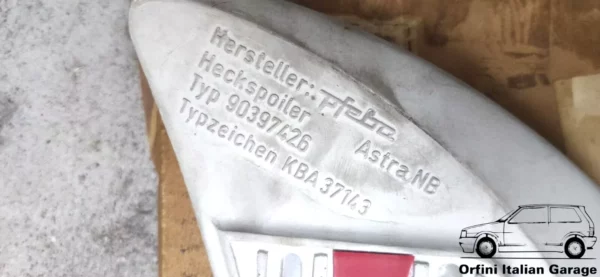 Hersteller: pfeba
Heckspoiler
Typ 90397426 Astra NB
Typzeichen KBA 37143
Orfini Italian Garage